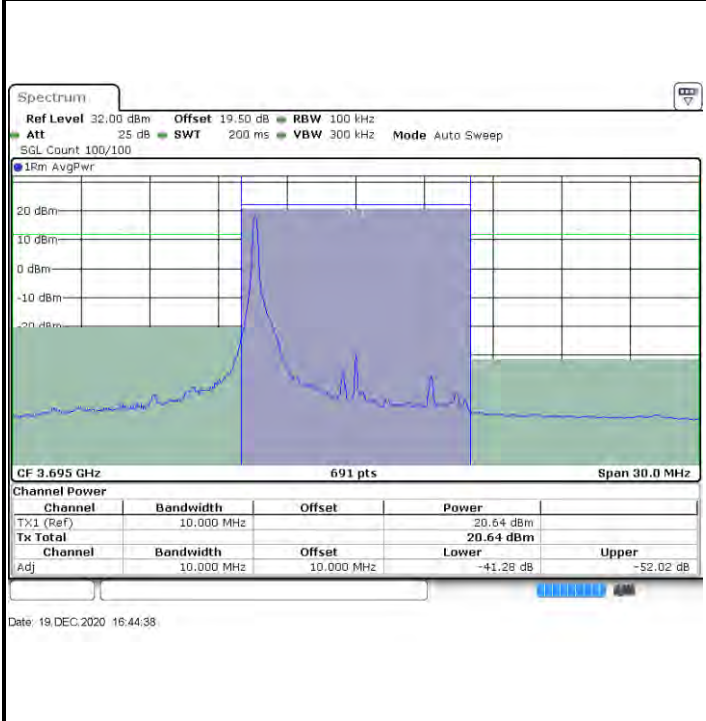 Spectrum
Ref Level 32.00 dBm Offset 19.50 dB RBW 100 kHz
Att 25 dB SWT 200 ms VBW 300 kHz Mode Auto Sweep
SGL Count 100/100
1Rm AvgPwr
20 dBm
10 dBm
0 dBm
-10 dBm
-20 dBm
CF 3.695 GHz 691 pts Span 30.0 MHz
Channel Power
Channel Bandwidth Offset Power
TX1 (Ref) 10.000 MHz 20.64 dBm
Tx Total 20.64 dBm
Channel Bandwidth Offset Lower Upper
Adj 10.000 MHz 10.000 MHz -41.28 dB -52.02 dB
Date: 19.DEC.2020 16:44:38